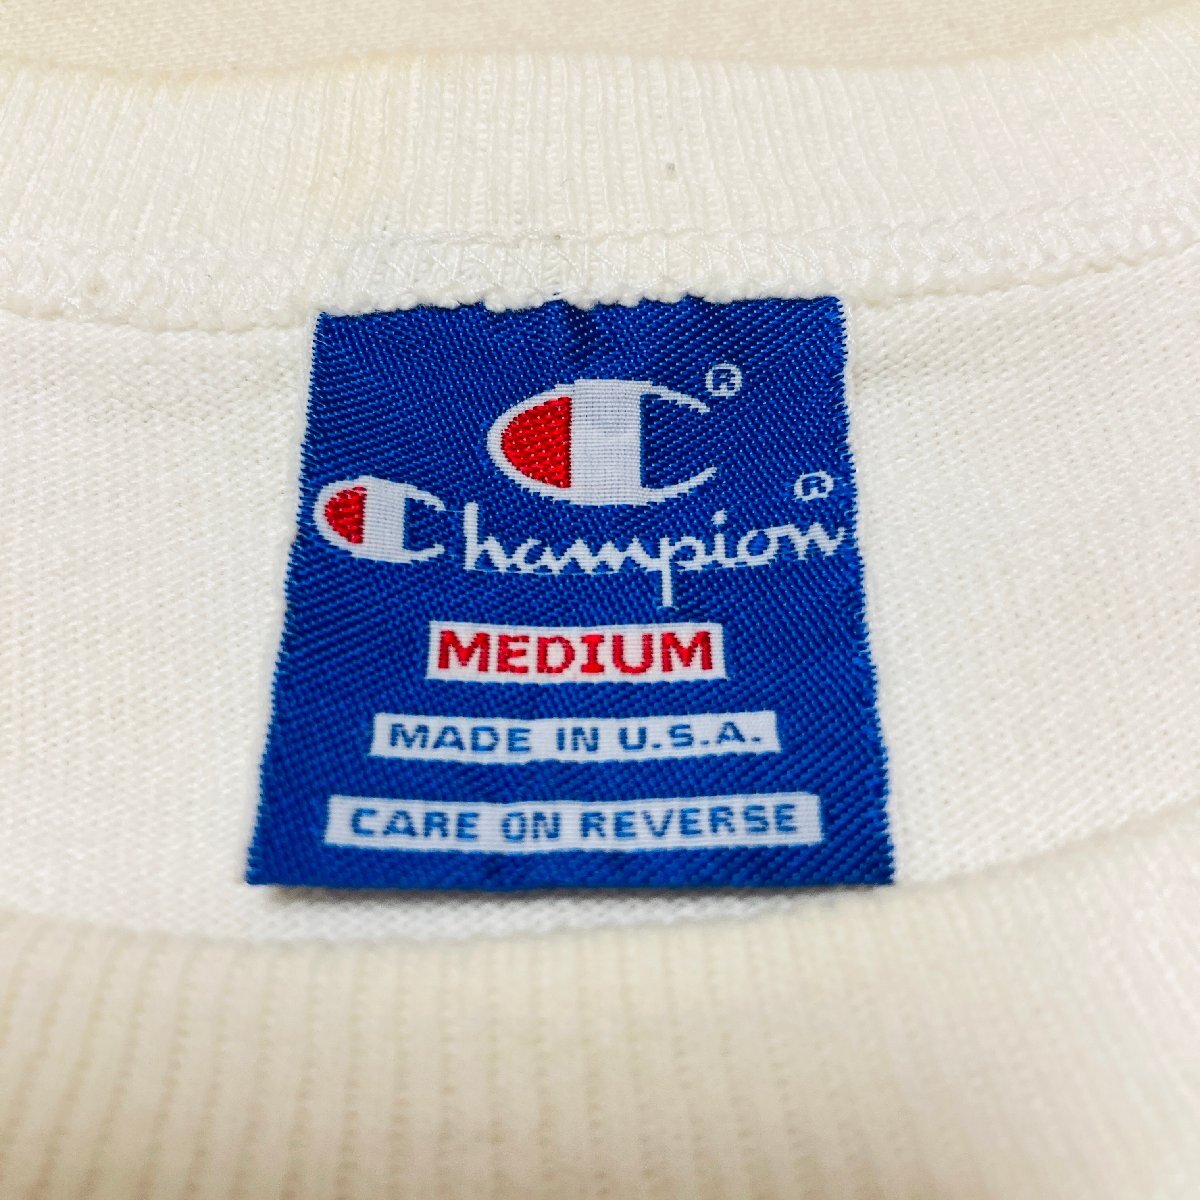 ®
Champion®
MEDIUM
MADE IN U.S.A.
CARE ON REVERSE